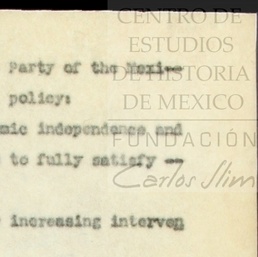 CENTRO DE
ESTUDIOS
DE HISTORIA
DE MEXICO
FUNDACIÓN
Carlos Slim
Party of the Mexi--
policy:
mic independence and
to fully satisfy --
increasing interven